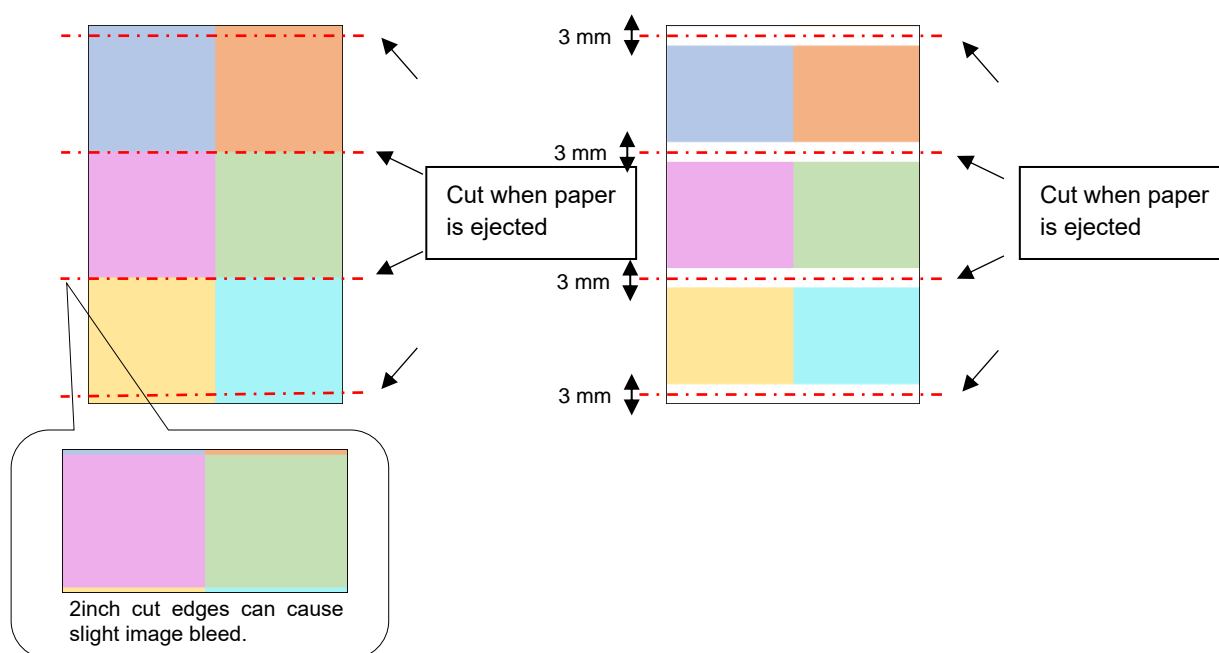 Cut when paper
is ejected
2inch cut edges can cause
slight image bleed.
3 mm
3 mm
3 mm
3 mm
Cut when paper
is ejected